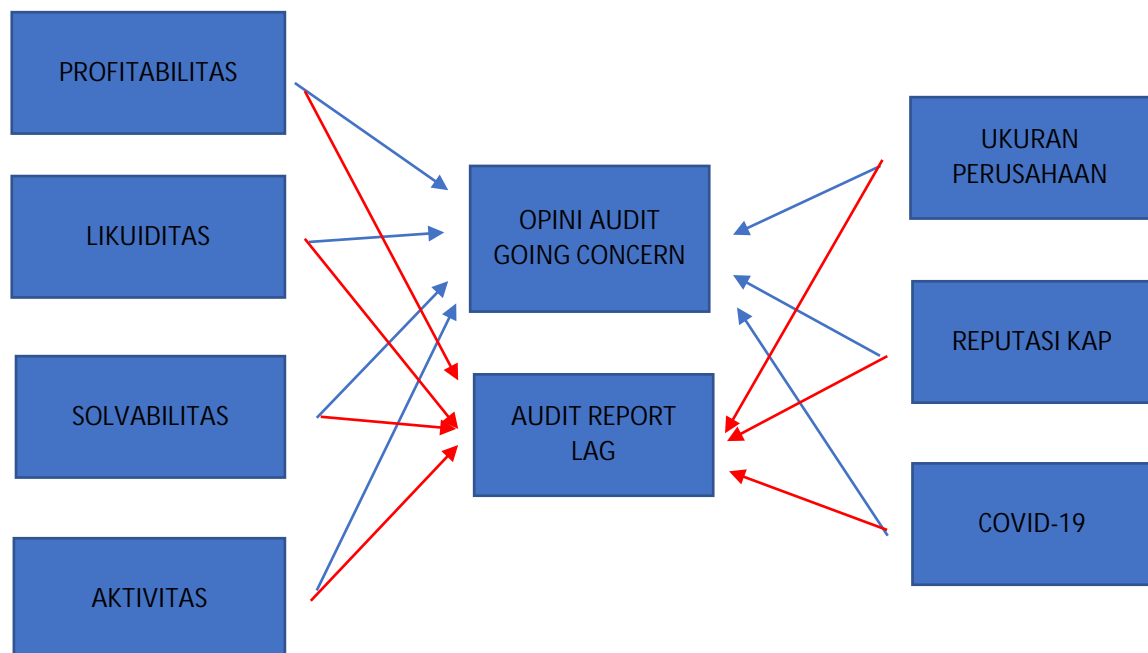 PROFITABILITAS
LIKUIDITAS
SOLVABILITAS
AKTIVITAS
OPINI AUDIT
GOING CONCERN
AUDIT REPORT
LAG
UKURAN
PERUSAHAAN
REPUTASI KAP
COVID-19